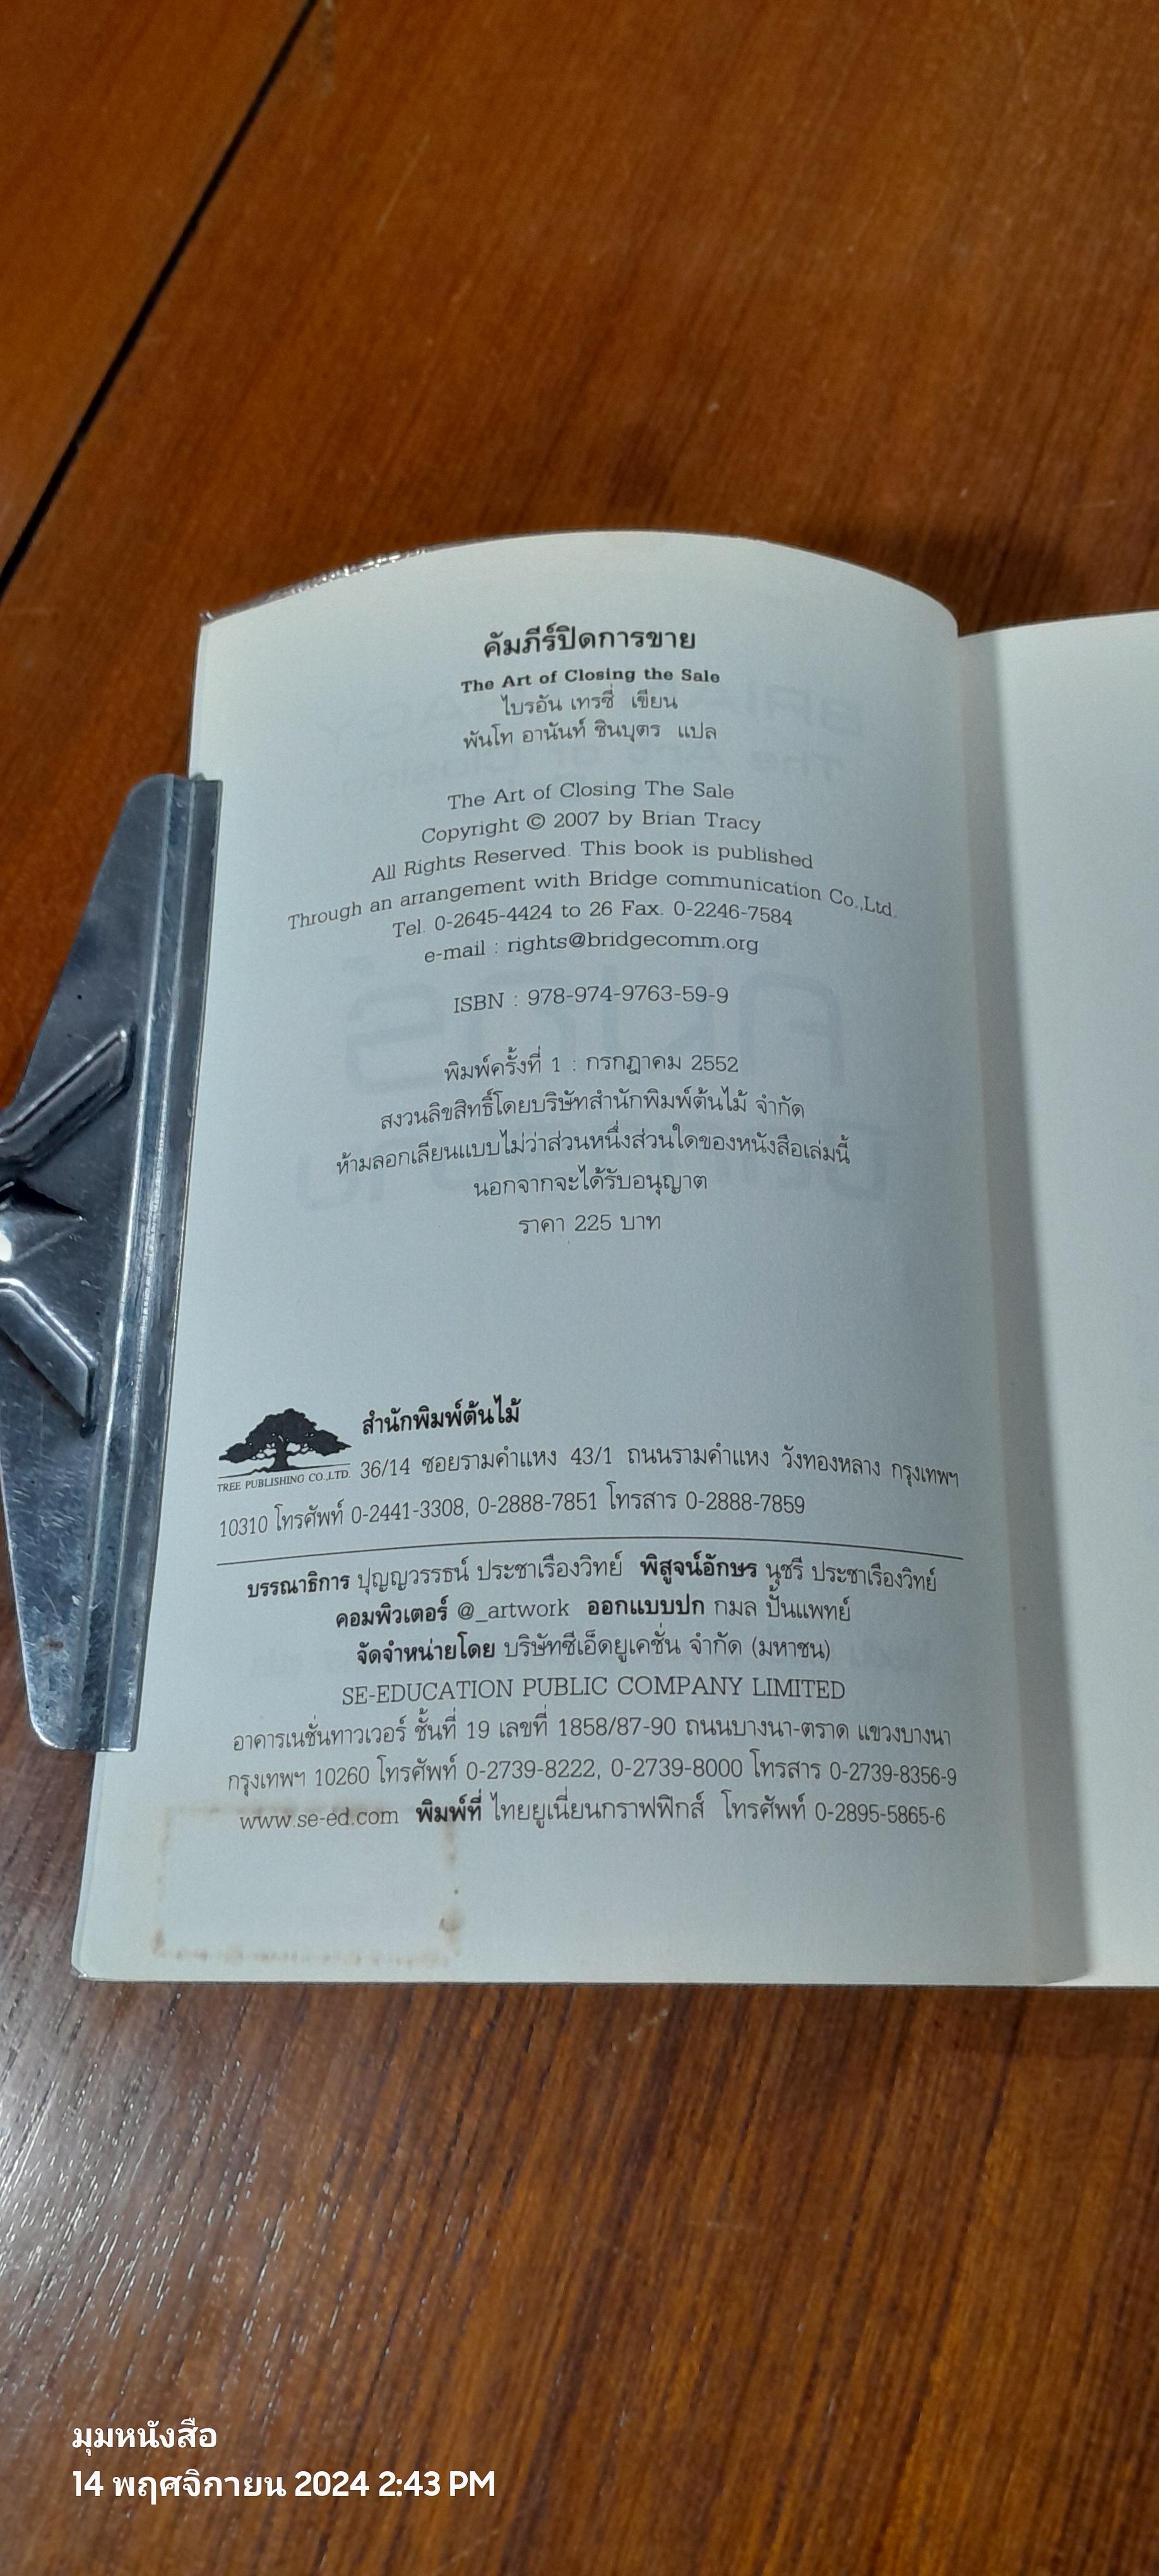 คัมภีร์ปิดการขาย
The Art of Closing the Sale
ไบรอัน เทรซี่ เขียน
พันโท อานันท์ ชินบุตร แปล
The Art of Closing The Sale
Copyright © 2007 by Brian Tracy
All Rights Reserved. This book is published
Through an arrangement with Bridge communication Co.,Ltd.
Tel. 0-2645-4424 to 26 Fax. 0-2246-7584
e-mail : rights@bridgecomm.org
ISBN : 978-974-9763-59-9
พิมพ์ครั้งที่ 1 : กรกฎาคม 2552
สงวนลิขสิทธิ์โดยบริษัทสำนักพิมพ์ต้นไม้ จำกัด
ห้ามลอกเลียนแบบไม่ว่าส่วนหนึ่งส่วนใดของหนังสือเล่มนี้
นอกจากจะได้รับอนุญาต
ราคา 225 บาท
สำนักพิมพ์ต้นไม้
TREE PUBLISHING CO.,LTD. 36/14 ซอยรามคำแหง 43/1 ถนนรามคำแหง วังทองหลาง กรุงเทพฯ
10310 โทรศัพท์ 0-2441-3308, 0-2888-7851 โทรสาร 0-2888-7859
บรรณาธิการ ปุญญวรรธน์ ประชาเรืองวิทย์ พิสูจน์อักษร นุชรี ประชาเรืองวิทย์
คอมพิวเตอร์ @_artwork ออกแบบปก กมล ปั้นแพทย์
จัดจำหน่ายโดย บริษัทซีเอ็ดยูเคชั่น จำกัด (มหาชน)
SE-EDUCATION PUBLIC COMPANY LIMITED
อาคารเนชั่นทาวเวอร์ ชั้นที่ 19 เลขที่ 1858/87-90 ถนนบางนา-ตราด แขวงบางนา
กรุงเทพฯ 10260 โทรศัพท์ 0-2739-8222, 0-2739-8000 โทรสาร 0-2739-8356-9
www.se-ed.com พิมพ์ที่ ไทยยูเนี่ยนกราฟฟิกส์ โทรศัพท์ 0-2895-5865-6
มุมหนังสือ
14 พฤศจิกายน 2024 2:43 PM